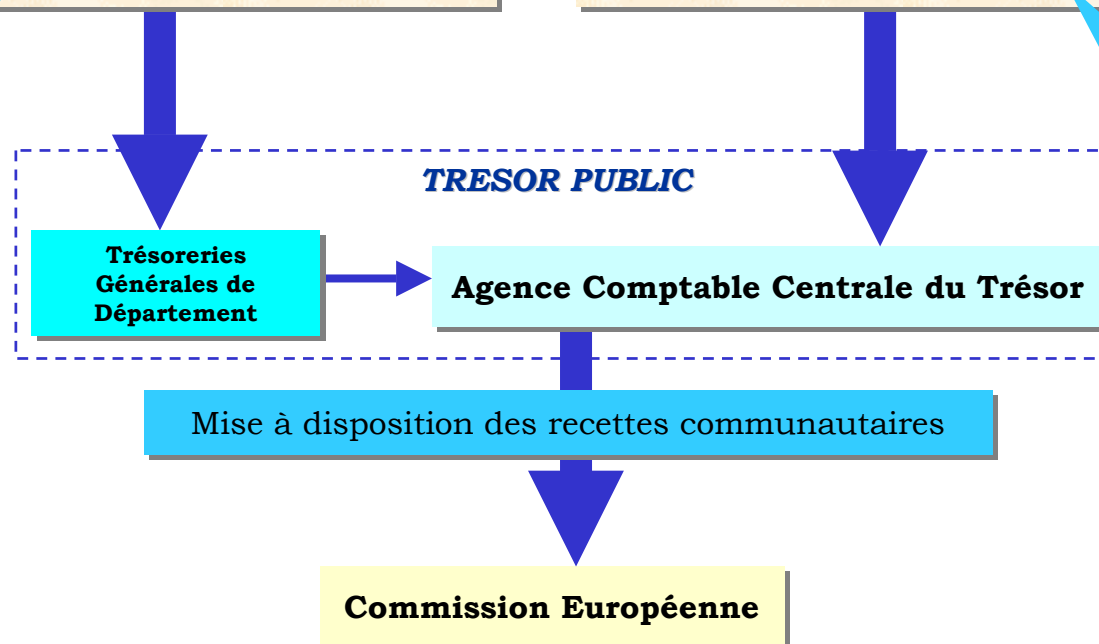 TRESOR PUBLIC
Trésoreries
Générales de
Département
Agence Comptable Centrale du Trésor
Mise à disposition des recettes communautaires
Commission Européenne